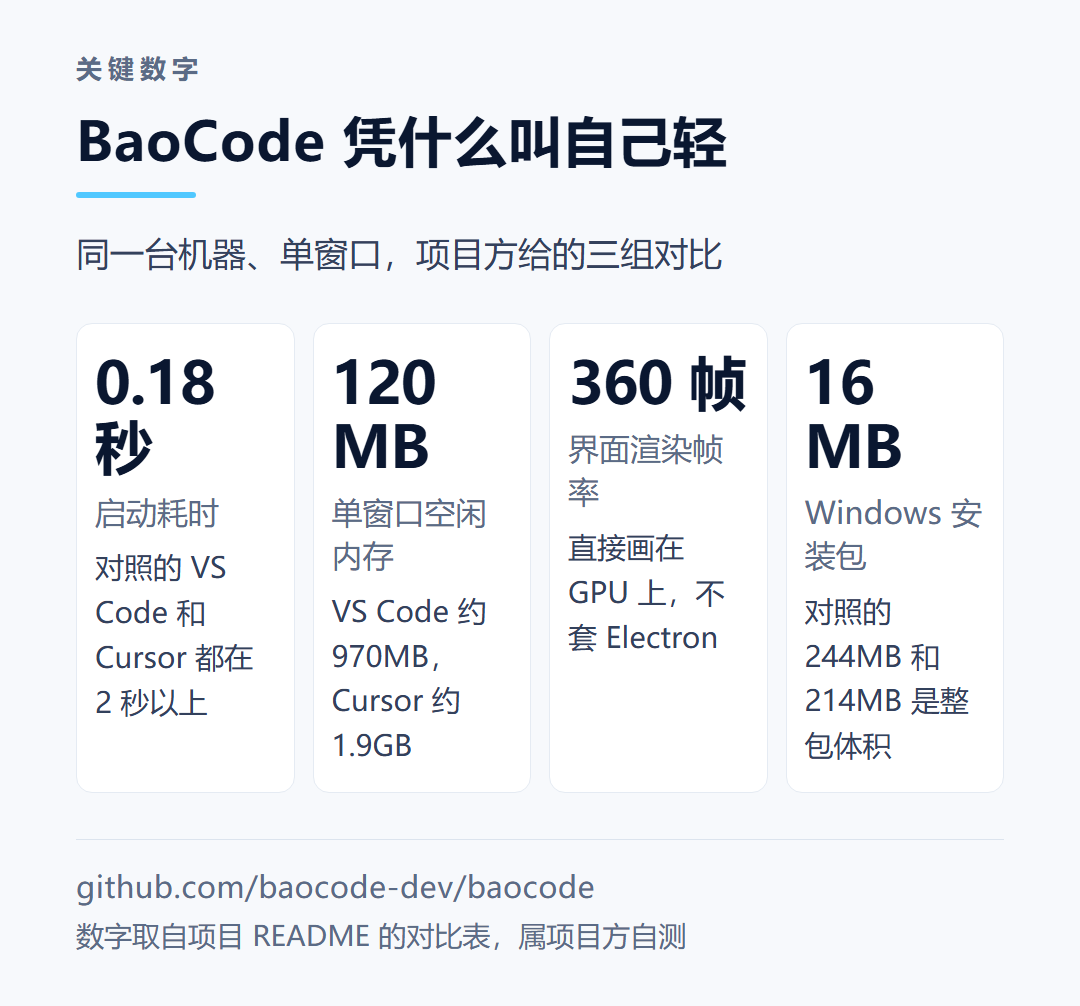 关键数字
BaoCode 凭什么叫自己轻
同一台机器、单窗口，项目方给的三组对比
0.18
秒
启动耗时
对照的 VS
Code 和
Cursor 都在
2 秒以上
120
MB
单窗口空闲
内存
VS Code 约
970MB，
Cursor 约
1.9GB
360 帧
界面渲染帧
率
直接画在
GPU 上，不
套 Electron
16
MB
Windows 安
装包
对照的
244MB 和
214MB 是整
包体积
github.com/baocode-dev/baocode
数字取自项目 README 的对比表，属项目方自测